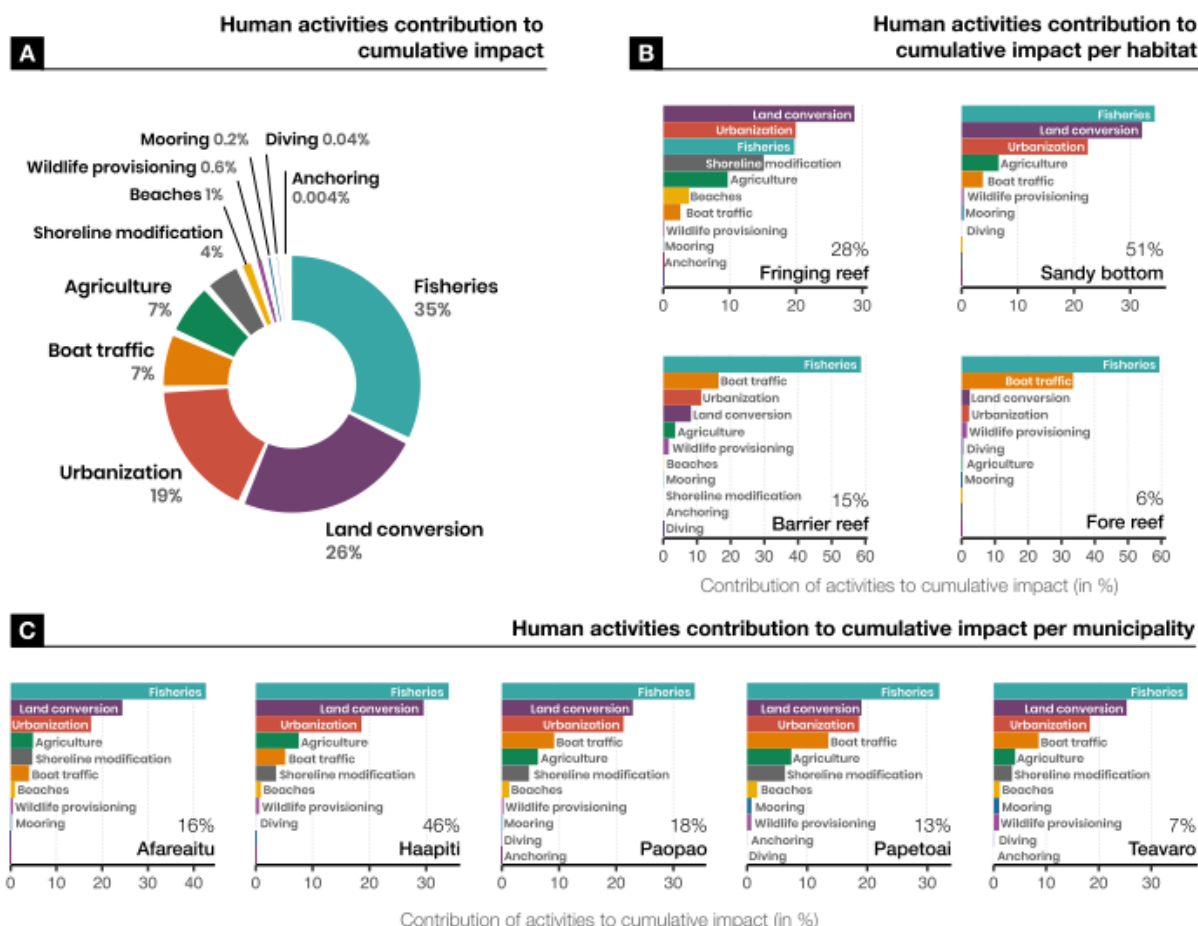 A
Human activities contribution to
cumulative impact
Mooring 0.2%
Diving 0.04%
Wildlife provisioning 0.6%
Anchoring
0.004%
Beaches 1%
Shoreline modification
4%
Agriculture
7%
Fisheries
35%
Boat traffic
7%
Urbanization
19%
Land conversion
26%
B
Human activities contribution to
cumulative impact per habitat
Land conversion
Urbanization
Fisheries
Shoreline modification
Agriculture
Beaches
Boat traffic
Wildlife provisioning
Mooring
Anchoring
28%
Fringing reef
0 10 20 30
Fisheries
Land conversion
Urbanization
Agriculture
Boat traffic
Wildlife provisioning
Mooring
Diving
51%
Sandy bottom
0 10 20 30
Fisheries
Boat traffic
Urbanization
Land conversion
Agriculture
Wildlife provisioning
Beaches
Mooring
Shoreline modification
Anchoring
Diving
15%
Barrier reef
0 10 20 30 40 50 60
Fisheries
Boat traffic
Land conversion
Urbanization
Wildlife provisioning
Diving
Agriculture
Mooring
6%
Fore reef
0 10 20 30 40 50 60
Contribution of activities to cumulative impact (in %)
C
Human activities contribution to cumulative impact per municipality
Fisheries
Land conversion
Urbanization
Agriculture
Shoreline modification
Boat traffic
Beaches
Wildlife provisioning
Mooring
16%
Afareaitu
0 10 20 30 40
Fisheries
Land conversion
Urbanization
Agriculture
Boat traffic
Shoreline modification
Beaches
Wildlife provisioning
Diving
46%
Haapiti
0 10 20 30
Fisheries
Land conversion
Urbanization
Boat traffic
Agriculture
Shoreline modification
Beaches
Wildlife provisioning
Mooring
Diving
Anchoring
18%
Paopao
0 10 20 30
Fisheries
Land conversion
Urbanization
Boat traffic
Agriculture
Shoreline modification
Beaches
Mooring
Wildlife provisioning
Anchoring
Diving
13%
Papetoai
0 10 20 30
Fisheries
Land conversion
Urbanization
Boat traffic
Agriculture
Shoreline modification
Beaches
Mooring
Wildlife provisioning
Diving
Anchoring
7%
Teavaro
0 10 20 30
Contribution of activities to cumulative impact (in %)